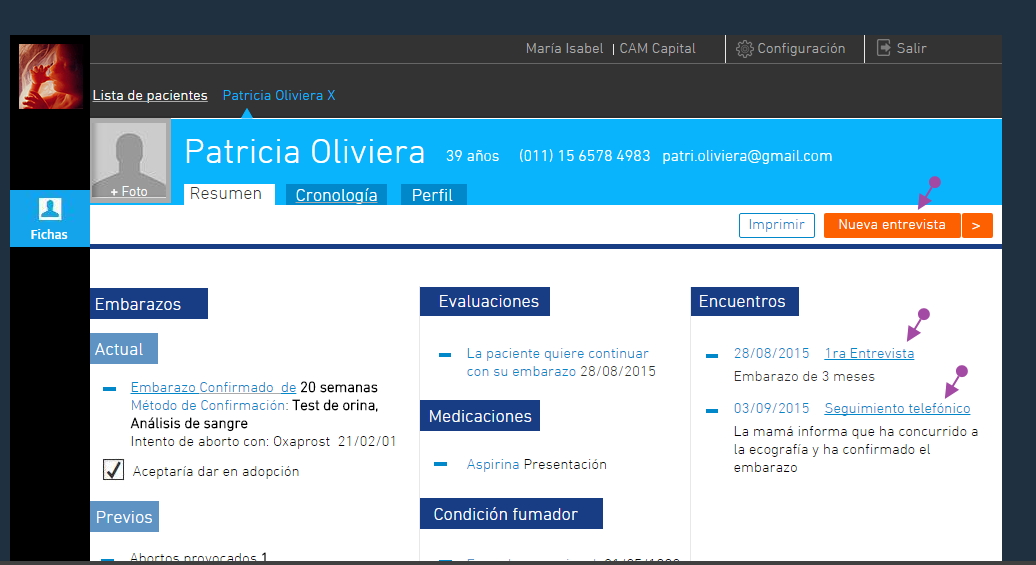 María Isabel | CAM Capital
Configuración
Salir
Lista de pacientes
Patricia Oliviera X
Patricia Oliviera
39 años
(011) 15 6578 4983
patri.oliviera@gmail.com
+ Foto
Resumen
Cronología
Perfil
Fichas
Imprimir
Nueva entrevista
>
Embarazos
Actual
Embarazo Confirmado de 20 semanas
Método de Confirmación: Test de orina,
Análisis de sangre
Intento de aborto con: Oxaprost 21/02/01
Aceptaría dar en adopción
Previos
Abortos provocados 1
Evaluaciones
La paciente quiere continuar
con su embarazo 28/08/2015
Medicaciones
Aspirina Presentación
Condición fumador
Encuentros
28/08/2015 1ra Entrevista
Embarazo de 3 meses
03/09/2015 Seguimiento telefónico
La mamá informa que ha concurrido a
la ecografía y ha confirmado el
embarazo